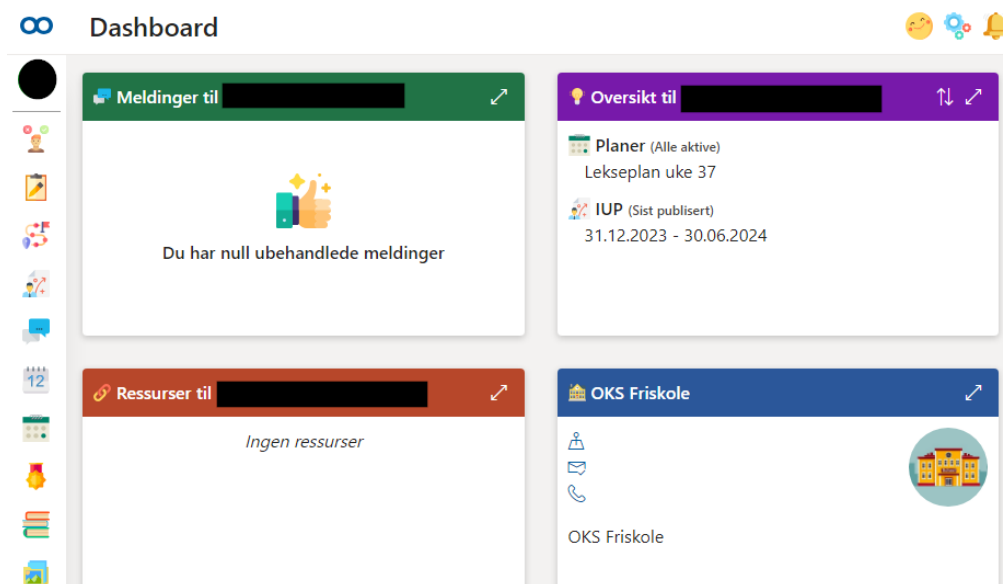 Dashboard
Meldinger til
Du har null ubehandlede meldinger
Oversikt til
Planer (Alle aktive)
Lekseplan uke 37
IUP (Sist publisert)
31.12.2023 - 30.06.2024
12
Ressurser til
Ingen ressurser
OKS Friskole
OKS Friskole